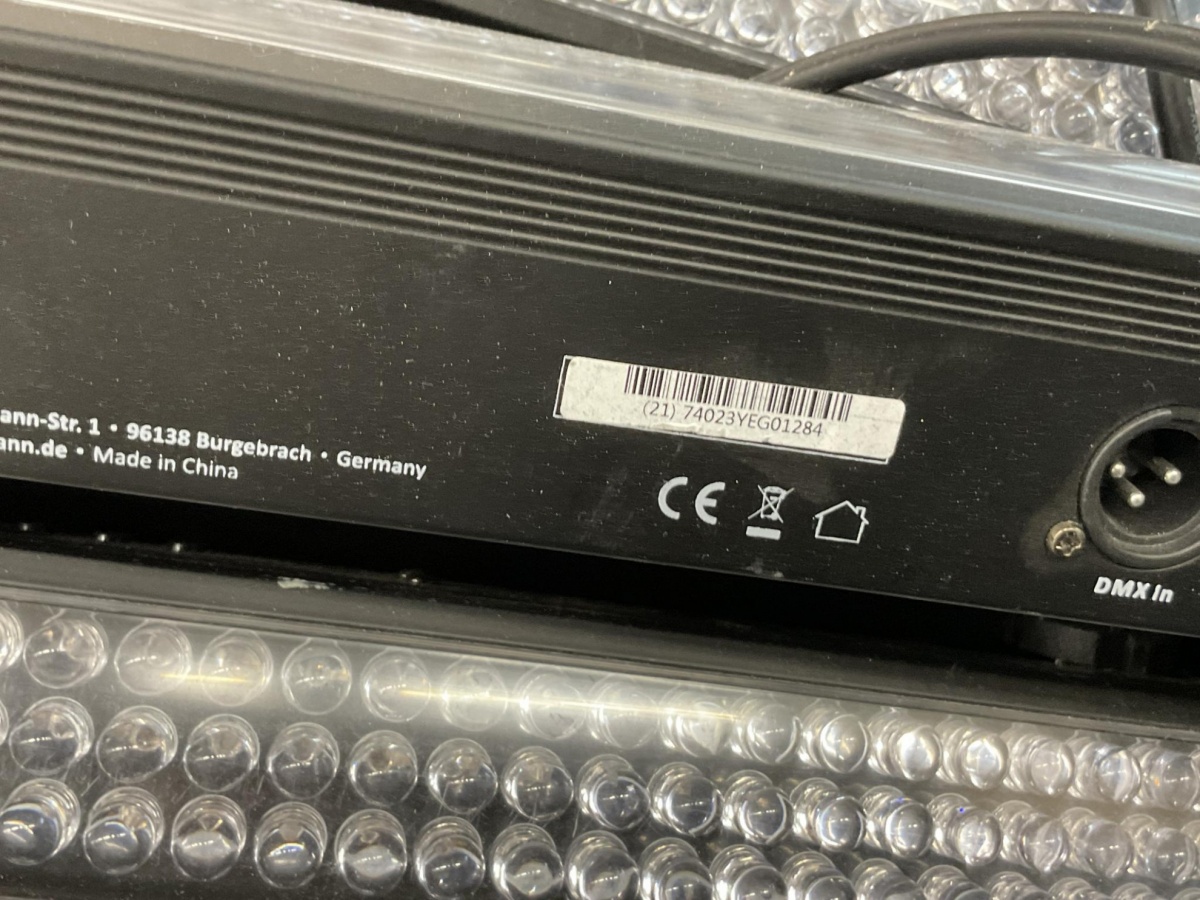 ann-Str. 1 • 96138 Burgebrach • Germany
ann.de • Made in China
(21) 74023YEG01284
CE
DMX In